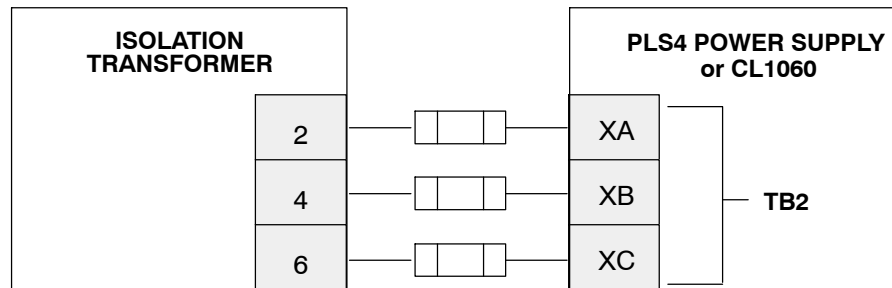 ISOLATION
TRANSFORMER
PLS4 POWER SUPPLY
or CL1060
2
XA
4
XB
TB2
6
XC